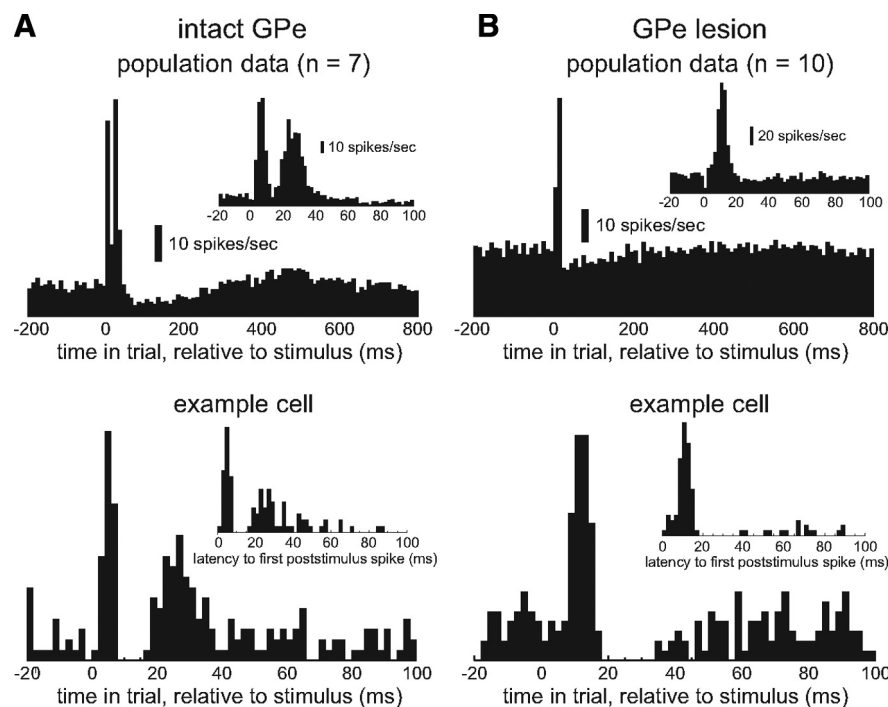 A
intact GPe
population data (n = 7)
10 spikes/sec
-20 0 20 40 60 80 100
10 spikes/sec
-200 0 200 400 600 800
time in trial, relative to stimulus (ms)
example cell
0 20 40 60 80 100
latency to first poststimulus spike (ms)
-20 0 20 40 60 80 100
time in trial, relative to stimulus (ms)
B
GPe lesion
population data (n = 10)
20 spikes/sec
-20 0 20 40 60 80 100
10 spikes/sec
-200 0 200 400 600 800
time in trial, relative to stimulus (ms)
example cell
0 20 40 60 80 100
latency to first poststimulus spike (ms)
-20 0 20 40 60 80 100
time in trial, relative to stimulus (ms)